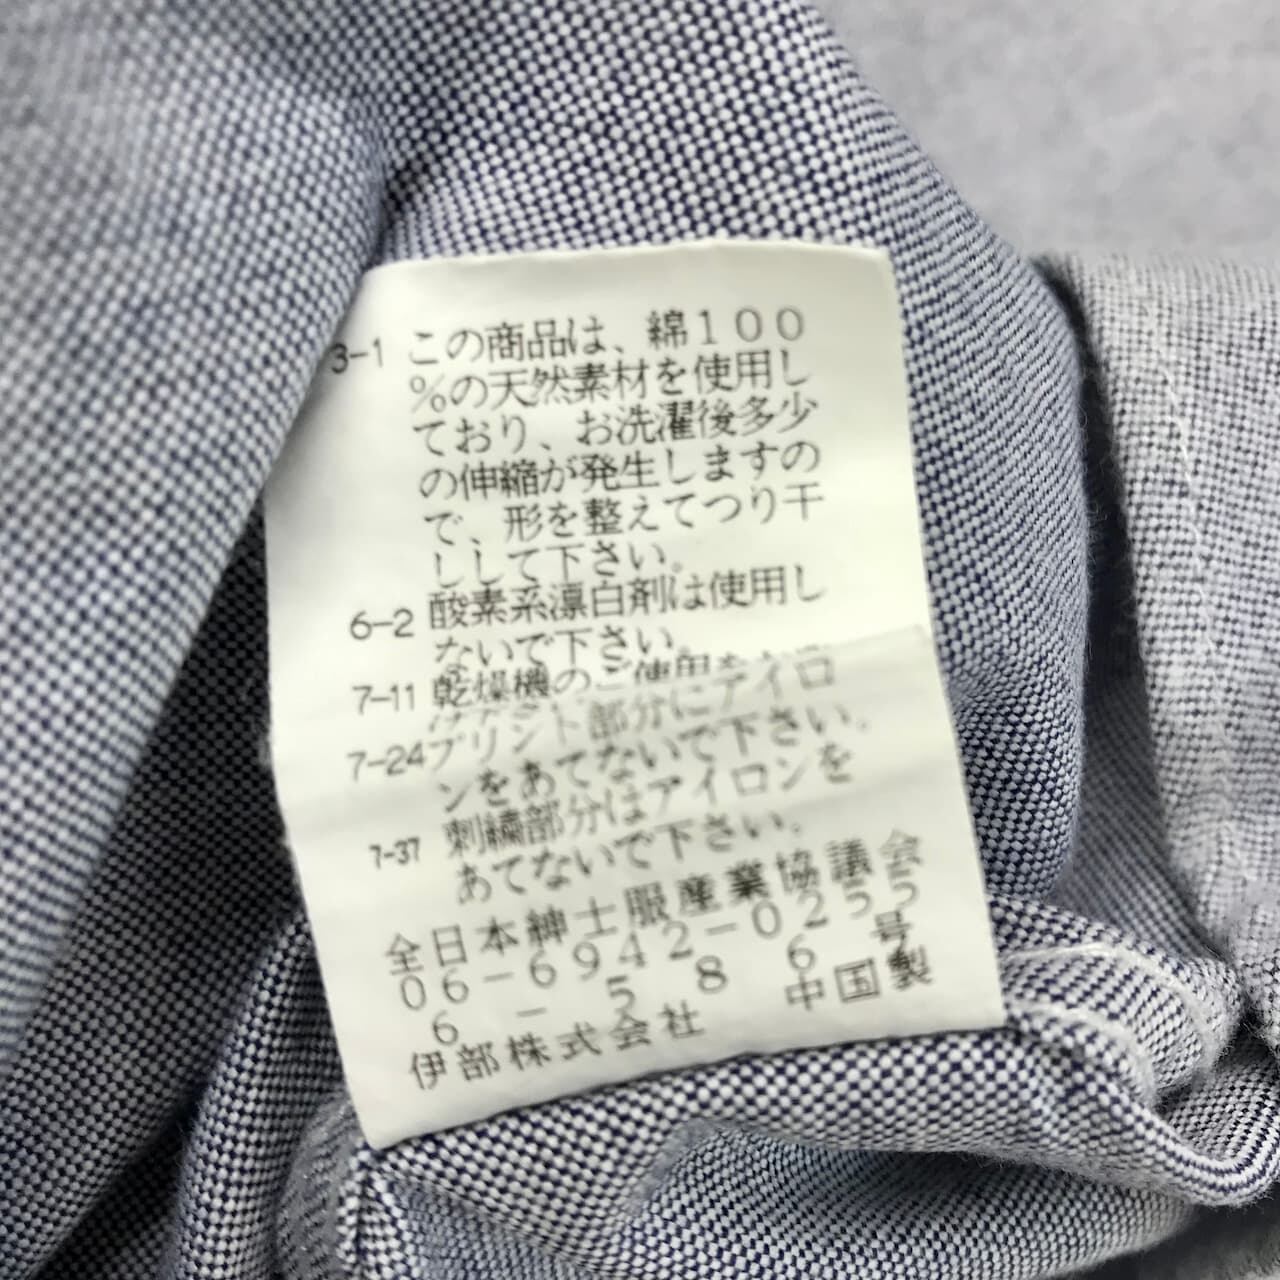 3-1 この商品は、綿100
%の天然素材を使用し
ており、お洗濯後多少
の伸縮が発生しますの
で、形を整えてつり干
しして下さい。
6-2 酸素系漂白剤は使用し
ないで下さい。
7-11 乾燥機のご使用を
7-24 プリント部分にアイロ
ンをあてないで下さい。
7-37 刺繍部分はアイロンを
あてないで下さい。
全日本紳士服産業協議会
06-6942-0255
6-586号
伊部株式会社 中国製